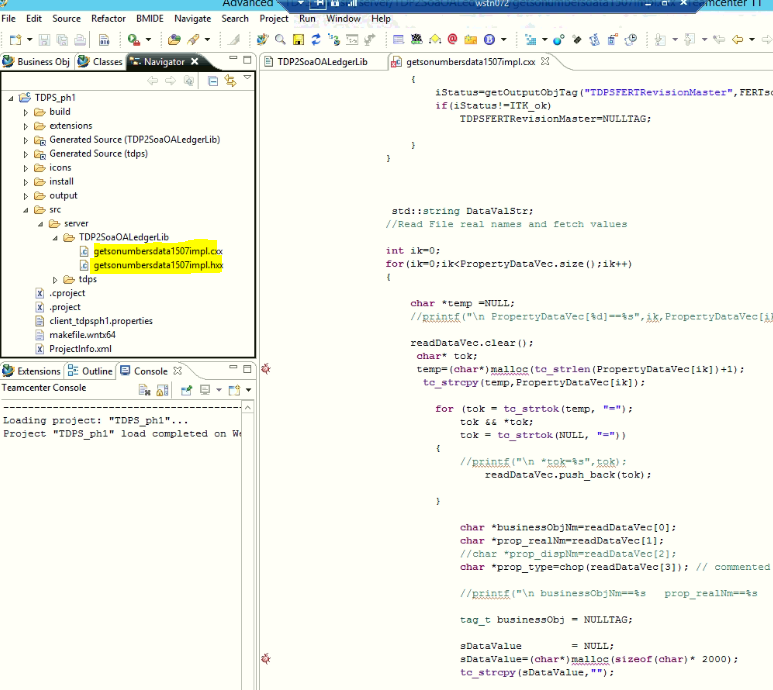 Advanced
wstn072
Teamcenter 11
File Edit Source Refactor BMIDE Navigate Search Project Run Window Help
Business Obj Classes Navigator
TDPS_ph1
build
extensions
Generated Source (TDP2SoaOALedgerLib)
Generated Source (tdps)
icons
install
output
src
server
TDP2SoaOALedgerLib
getsonumbersdata1507impl.cxx
getsonumbersdata1507impl.hxx
tdps
.cproject
.project
client_tdpsph1.properties
makefile.wntx64
ProjectInfo.xml
Extensions Outline Console
Teamcenter Console
Loading project: "TDPS_ph1"...
Project "TDPS_ph1" load completed on We
TDP2SoaOALedgerLib getsonumbersdata1507impl.cxx
{
iStatus=getOutputObjTag("TDPSFERTRevisionMaster",FERTso
if(iStatus!=ITK_ok)
TDPSFERTRevisionMaster=NULLTAG;
}
}
std::string DataValStr;
//Read File real names and fetch values
int ik=0;
for(ik=0;ik<PropertyDataVec.size();ik++)
{
char *temp =NULL;
//printf("\n PropertyDataVec[%d]==%s",ik,PropertyDataVec[ik
readDataVec.clear();
char* tok;
temp=(char*)malloc(tc_strlen(PropertyDataVec[ik])+1);
tc_strcpy(temp,PropertyDataVec[ik]);
for (tok = tc_strtok(temp, "=");
tok && *tok;
tok = tc_strtok(NULL, "="))
{
//printf("\n *tok=%s",tok);
readDataVec.push_back(tok);
}
char *businessObjNm=readDataVec[0];
char *prop_realNm=readDataVec[1];
//char *prop_dispNm=readDataVec[2];
char *prop_type=chop(readDataVec[3]); // commented
//printf("\n businessObjNm==%s prop_realNm==%s
tag_t businessObj = NULLTAG;
sDataValue = NULL;
sDataValue=(char*)malloc(sizeof(char)* 2000);
tc_strcpy(sDataValue,"");